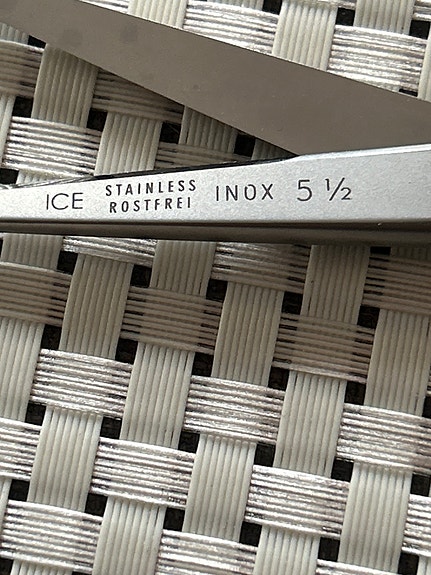 ICE STAINLESS ROSTFREI INOX 5 ½